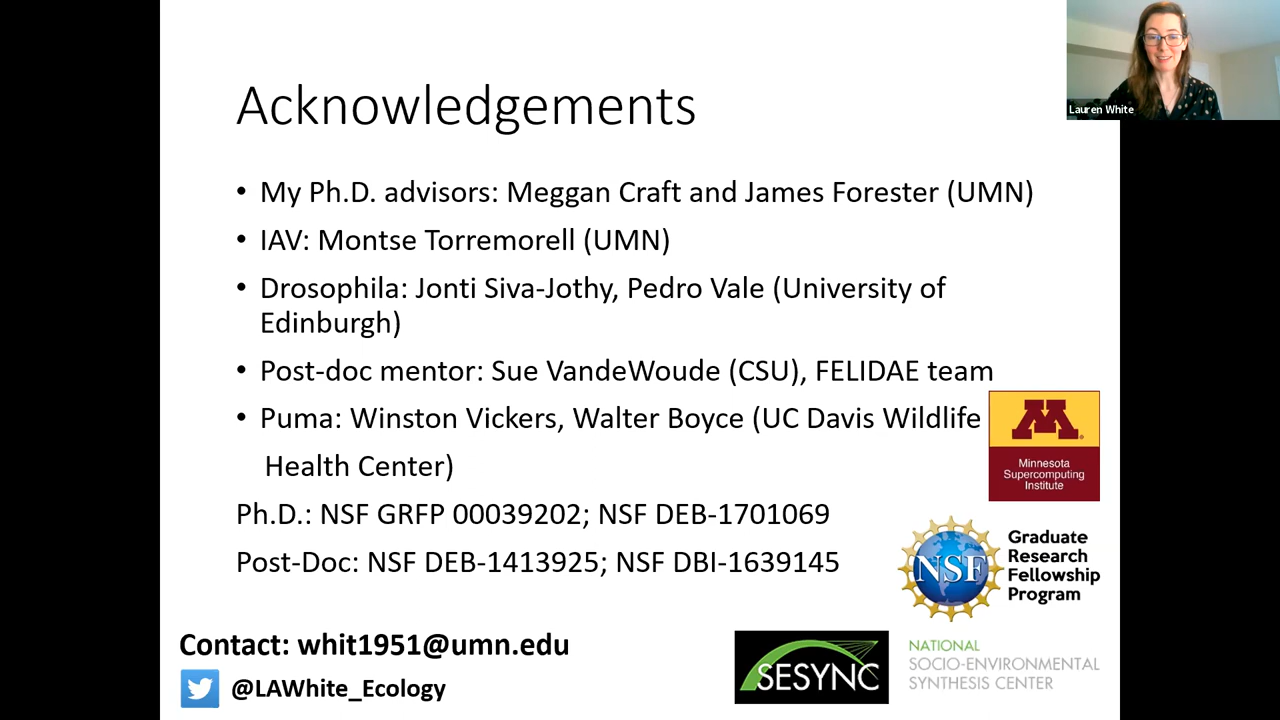 Lauren White
Acknowledgements
• My Ph.D. advisors: Meggan Craft and James Forester (UMN)
• IAV: Montse Torremorell (UMN)
• Drosophila: Jonti Siva-Jothy, Pedro Vale (University of
Edinburgh)
• Post-doc mentor: Sue VandeWoude (CSU), FELIDAE team
• Puma: Winston Vickers, Walter Boyce (UC Davis Wildlife
Health Center)
Ph.D.: NSF GRFP 00039202; NSF DEB-1701069
Post-Doc: NSF DEB-1413925; NSF DBI-1639145
M
Minnesota
Supercomputing
Institute
NSF
Graduate
Research
Fellowship
Program
Contact: whit1951@umn.edu
@LAWhite_Ecology
SESYNC
NATIONAL
SOCIO-ENVIRONMENTAL
SYNTHESIS CENTER